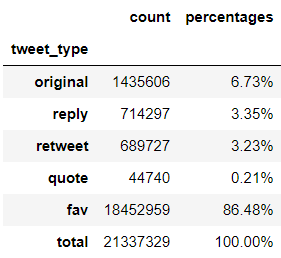 count percentages
tweet_type
original 1435606 6.73%
reply 714297 3.35%
retweet 689727 3.23%
quote 44740 0.21%
fav 18452959 86.48%
total 21337329 100.00%